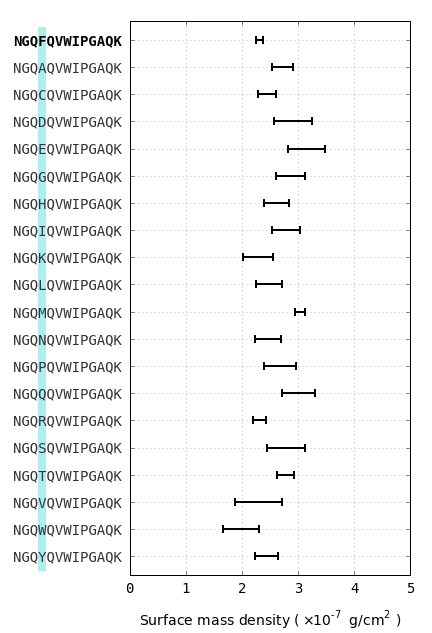 NGQFQVWIPGAQK
NGQAQVWIPGAQK
NGQCQVWIPGAQK
NGQDQVWIPGAQK
NGQEQVWIPGAQK
NGQGQVWIPGAQK
NGQHQVWIPGAQK
NGQIQVWIPGAQK
NGQKQVWIPGAQK
NGQLQVWIPGAQK
NGQMQVWIPGAQK
NGQNQVWIPGAQK
NGQPQVWIPGAQK
NGQQQVWIPGAQK
NGQRQVWIPGAQK
NGQSQVWIPGAQK
NGQTQVWIPGAQK
NGQVQVWIPGAQK
NGQWQVWIPGAQK
NGQYQVWIPGAQK
0 1 2 3 4 5
Surface mass density ( ×10⁻⁷ g/cm² )